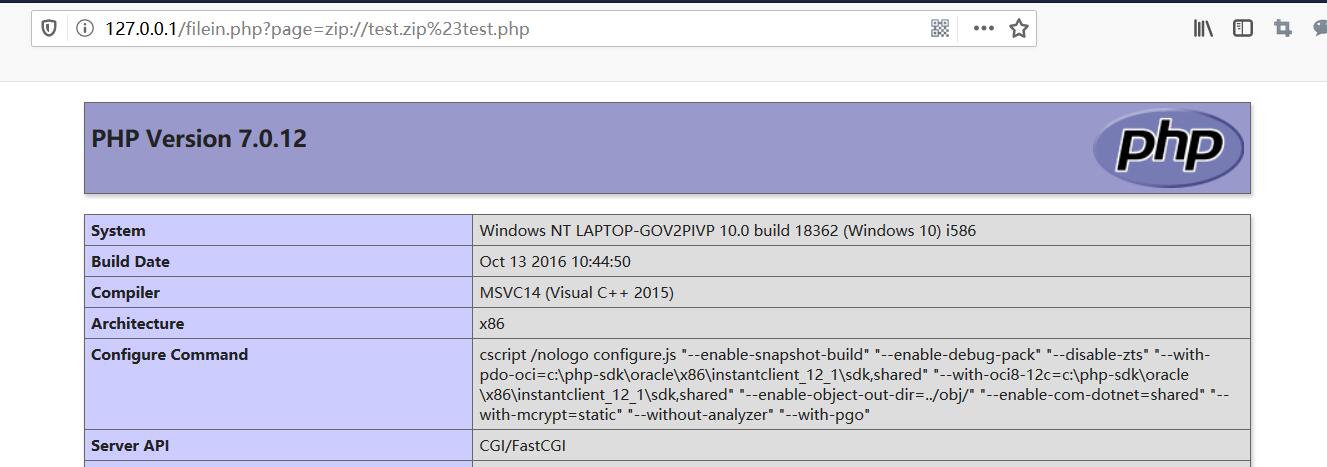 127.0.0.1/filein.php?page=zip://test.zip%23test.php
PHP Version 7.0.12
php
System Windows NT LAPTOP-GOV2PIVP 10.0 build 18362 (Windows 10) i586
Build Date Oct 13 2016 10:44:50
Compiler MSVC14 (Visual C++ 2015)
Architecture x86
Configure Command cscript /nologo configure.js "--enable-snapshot-build" "--enable-debug-pack" "--disable-zts" "--with-
pdo-oci=c:\php-sdk\oracle\x86\instantclient_12_1\sdk,shared" "--with-oci8-12c=c:\php-sdk\oracle
\x86\instantclient_12_1\sdk,shared" "--enable-object-out-dir=../obj/" "--enable-com-dotnet=shared" "--
with-mcrypt=static" "--without-analyzer" "--with-pgo"
Server API CGI/FastCGI